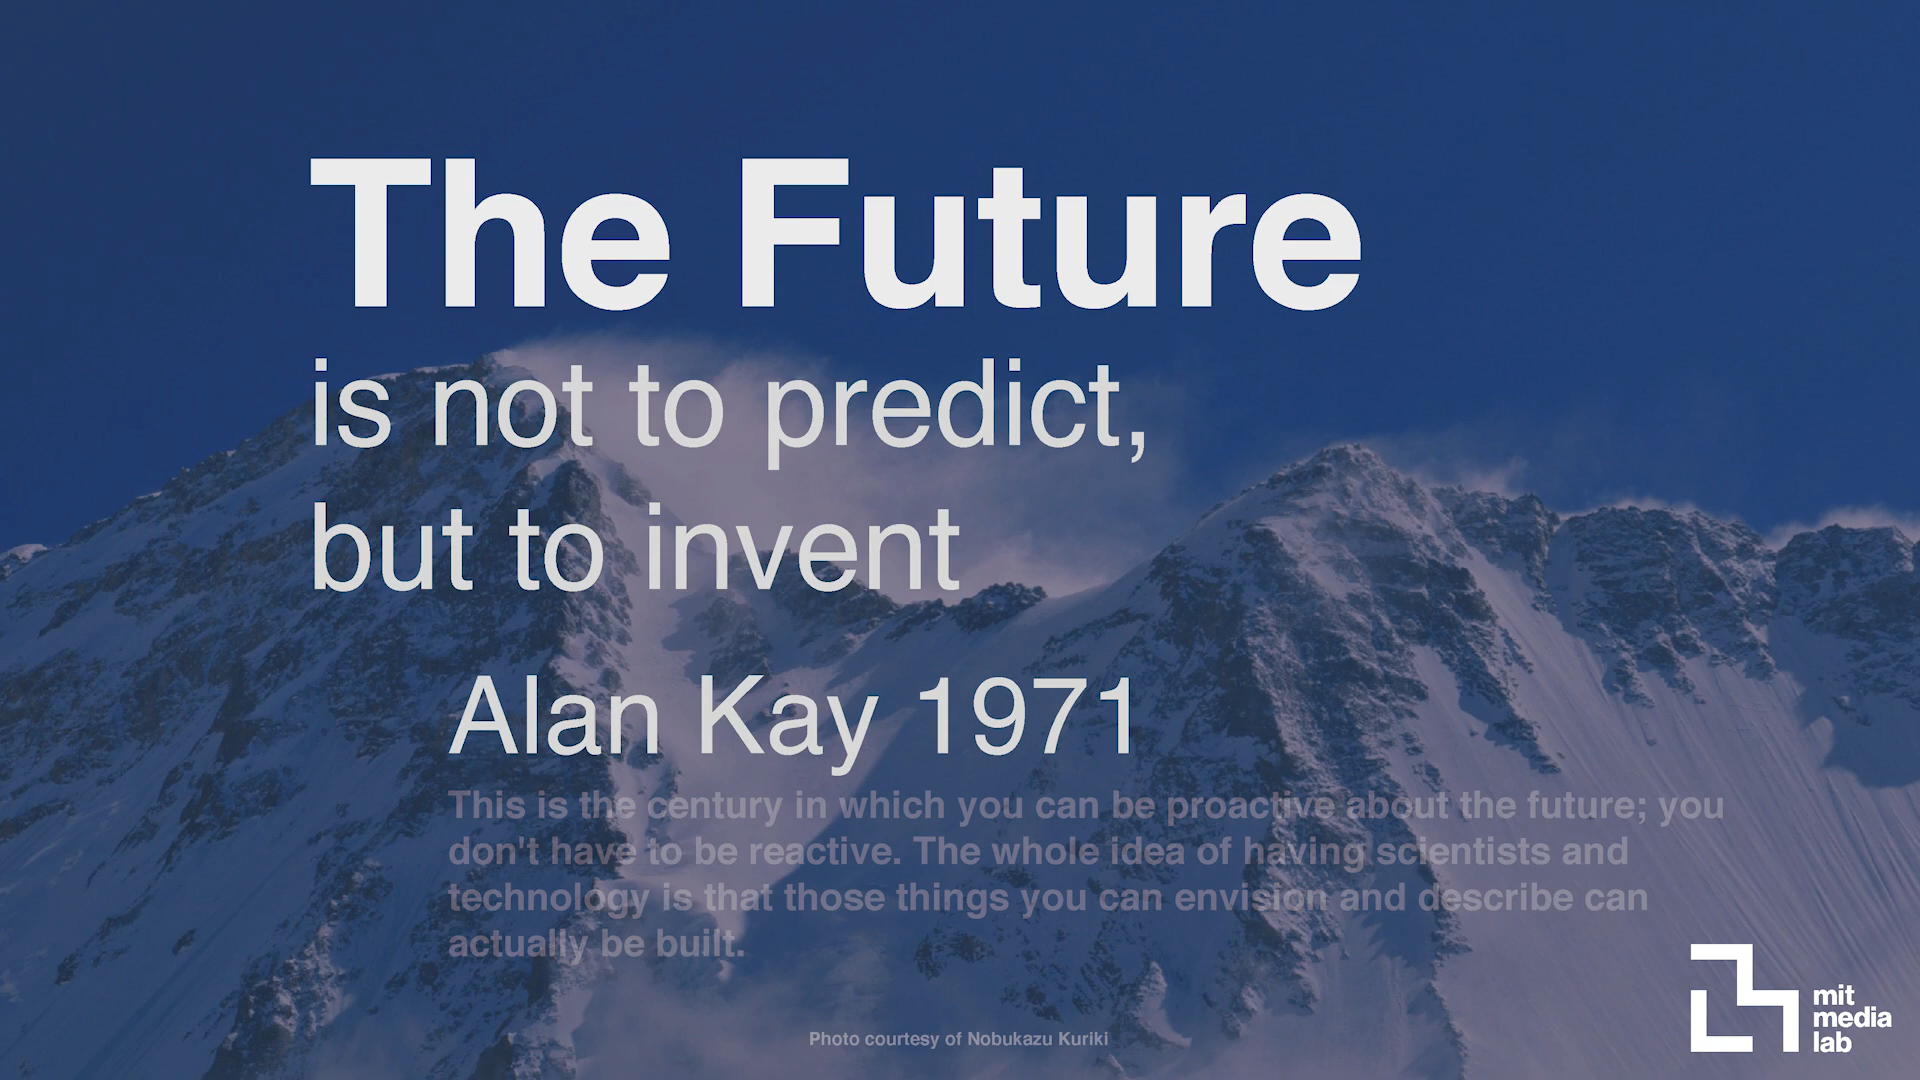 The Future
is not to predict,
but to invent
Alan Kay 1971
This is the century in which you can be proactive about the future; you
don't have to be reactive. The whole idea of having scientists and
technology is that those things you can envision and describe can
actually be built.
Photo courtesy of Nobukazu Kuriki
mit
media
lab